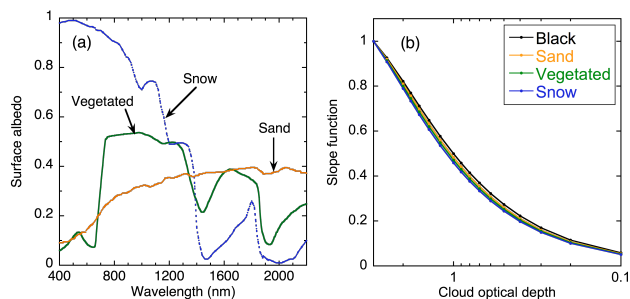 (a)
Snow
Vegetated
Sand
Surface albedo
1
0.8
0.6
0.4
0.2
0
400 800 1200 1600 2000
Wavelength (nm)
(b)
Black
Sand
Vegetated
Snow
Slope function
1
0.8
0.6
0.4
0.2
0
1 0.1
Cloud optical depth